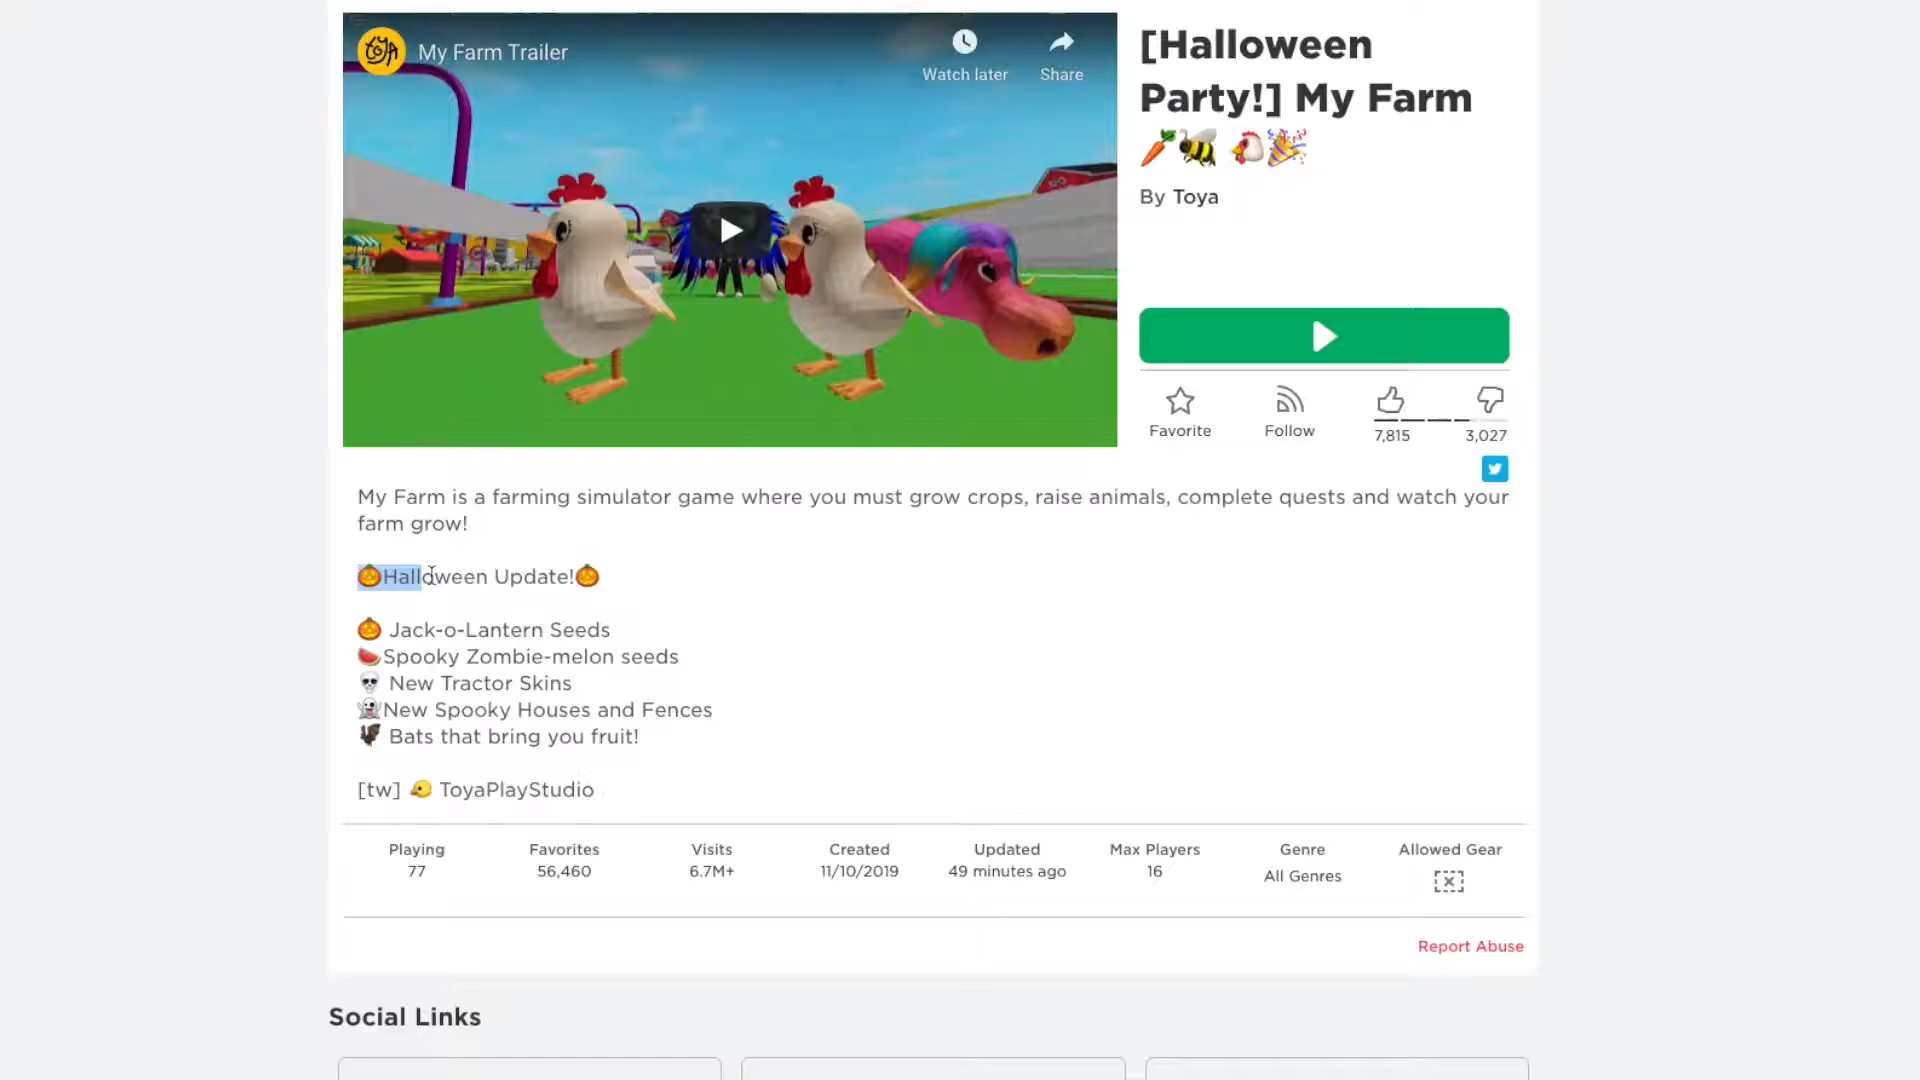 toya
My Farm Trailer
Watch later
Share
[Halloween
Party!] My Farm
🥕🐝 🐔🎉
By Toya
Favorite
Follow
7,815
3,027
My Farm is a farming simulator game where you must grow crops, raise animals, complete quests and watch your
farm grow!
🎃Halloween Update!🎃
🎃 Jack-o-Lantern Seeds
🍉Spooky Zombie-melon seeds
💀 New Tractor Skins
👻New Spooky Houses and Fences
🦇 Bats that bring you fruit!
[tw] 🐤 ToyaPlayStudio
Playing
77
Favorites
56,460
Visits
6.7M+
Created
11/10/2019
Updated
49 minutes ago
Max Players
16
Genre
All Genres
Allowed Gear
Report Abuse
Social Links